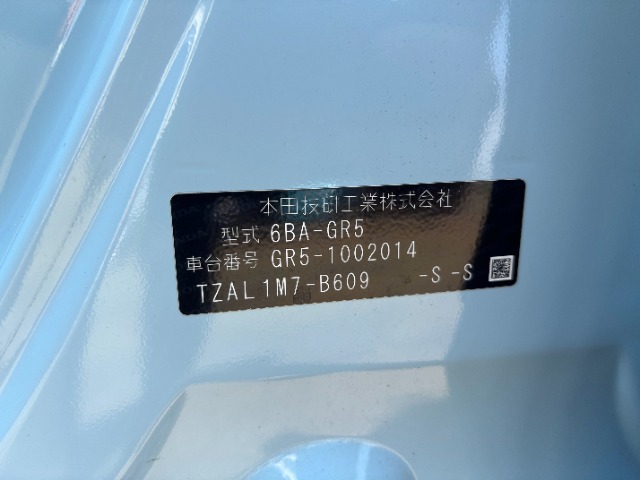 本田技研工業株式会社
型式 6BA-GR5
車台番号 GR5-1002014
TZAL1M7-B609 -S -S